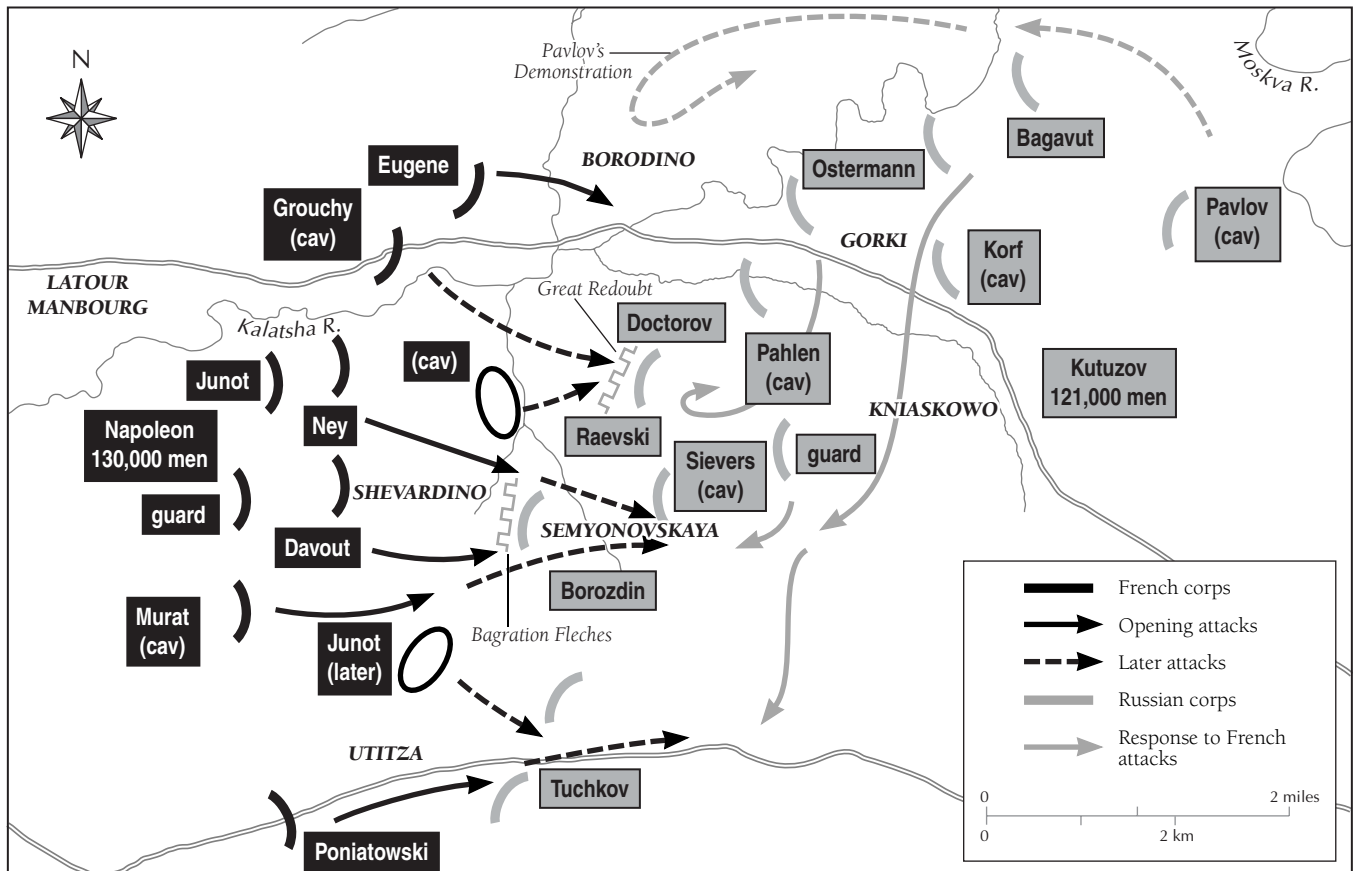 N
Pavlov's
Demonstration
Moskva R.
Bagavut
BORODINO
Eugene
Ostermann
Grouchy
(cav)
Pavlov
(cav)
GORKI
Korf
(cav)
LATOUR
MANBOURG
Great Redoubt
Kalatsha R.
Doctorov
(cav)
Pahlen
(cav)
Junot
Kutuzov
121,000 men
KNIASKOWO
Ney
Napoleon
130,000 men
Raevski
Sievers
(cav)
guard
SHEVARDINO
guard
SEMYONOVSKAYA
Davout
Borozdin
Murat
(cav)
Junot
(later)
Bagration Fleches
UTITZA
Tuchkov
Poniatowski
French corps
Opening attacks
Later attacks
Russian corps
Response to French
attacks
0
2 miles
0
2 km